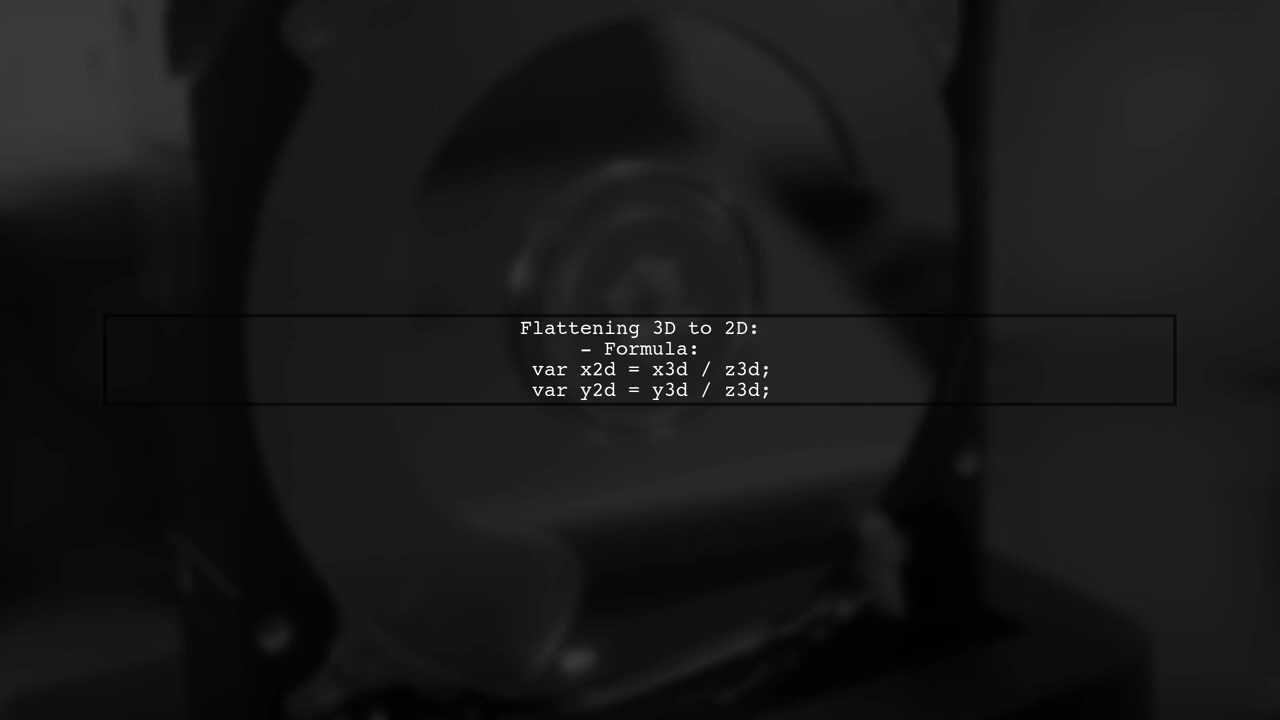 Flattening 3D to 2D:
- Formula:
var x2d = x3d / z3d;
var y2d = y3d / z3d;